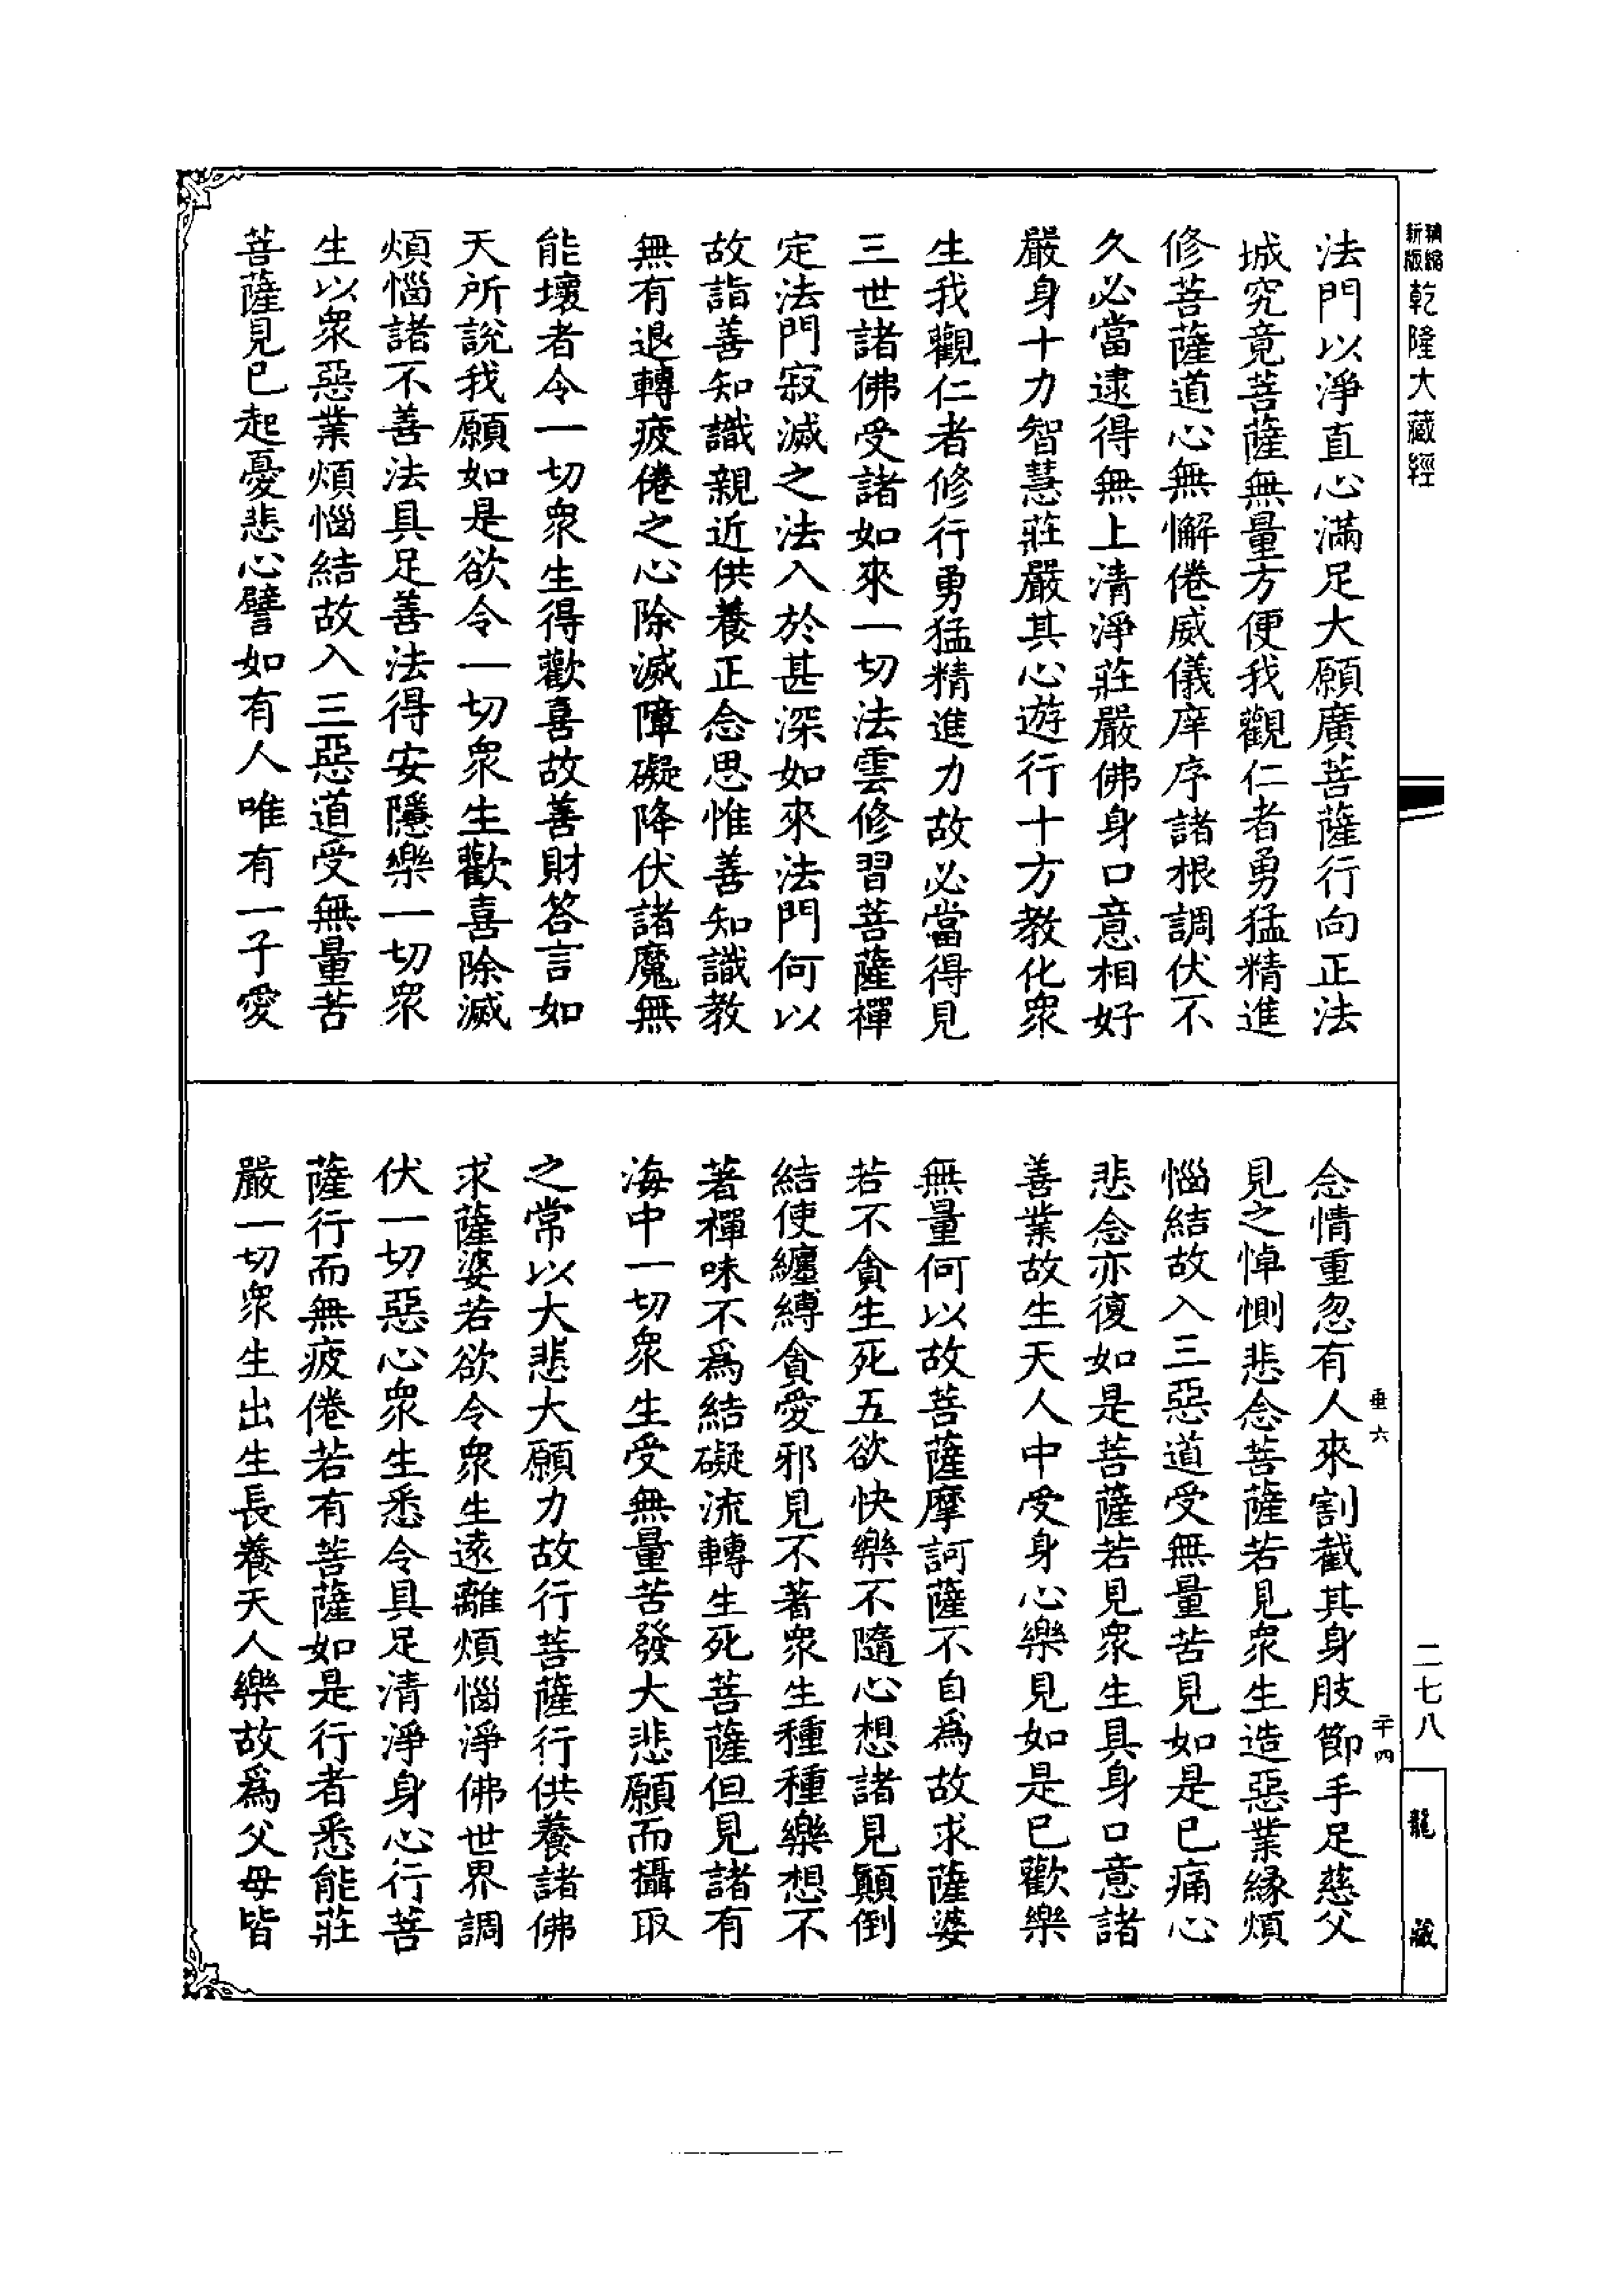 新版
精縮
乾隆大藏經
法門以淨直心滿足大願廣菩薩行向正法
城究竟菩薩無量方便我觀仁者勇猛精進
修菩薩道心無懈倦威儀庠序諸根調伏不
久必當逮得無上清淨莊嚴佛身口意相好
嚴身十力智慧莊嚴其心遊行十方教化衆
生我觀仁者修行勇猛精進力故必當得見
三世諸佛受諸如來一切法雲修習菩薩禪
定法門寂滅之法入於甚深如來法門何以
故詣善知識親近供養正念思惟善知識教
無有退轉疲倦之心除滅障礙降伏諸魔無
能壞者令一切衆生得歡喜故善財答言如
天所說我願如是欲令一切衆生歡喜除滅
煩惱諸不善法具足善法得安隱樂一切衆
生以衆惡業煩惱結故入三惡道受無量苦
菩薩見已起憂悲心譬如有人唯有一子愛
念情重忽有人來割截其身肢節手足慈父
見之悼惻悲念菩薩若見衆生造惡業緣煩
惱結故入三惡道受無量苦見如是已痛心
悲念亦復如是菩薩若見衆生具身口意諸
善業故生天人中受身心樂見如是已歡樂
無量何以故菩薩摩訶薩不自爲故求薩婆
若不貪生死五欲快樂不隨心想諸見顛倒
結使纏縛貪愛邪見不著衆生種種樂想不
著禪味不爲結礙流轉生死菩薩但見諸有
海中一切衆生受無量苦發大悲願而攝取
之常以大悲大願力故行菩薩行供養諸佛
求薩婆若欲令衆生遠離煩惱淨佛世界調
伏一切惡心衆生悉令具足清淨身心行菩
薩行而無疲倦若有菩薩如是行者悉能莊
嚴一切衆生出生長養天人樂故爲父母皆
垂六
二十四
二七八
龍藏